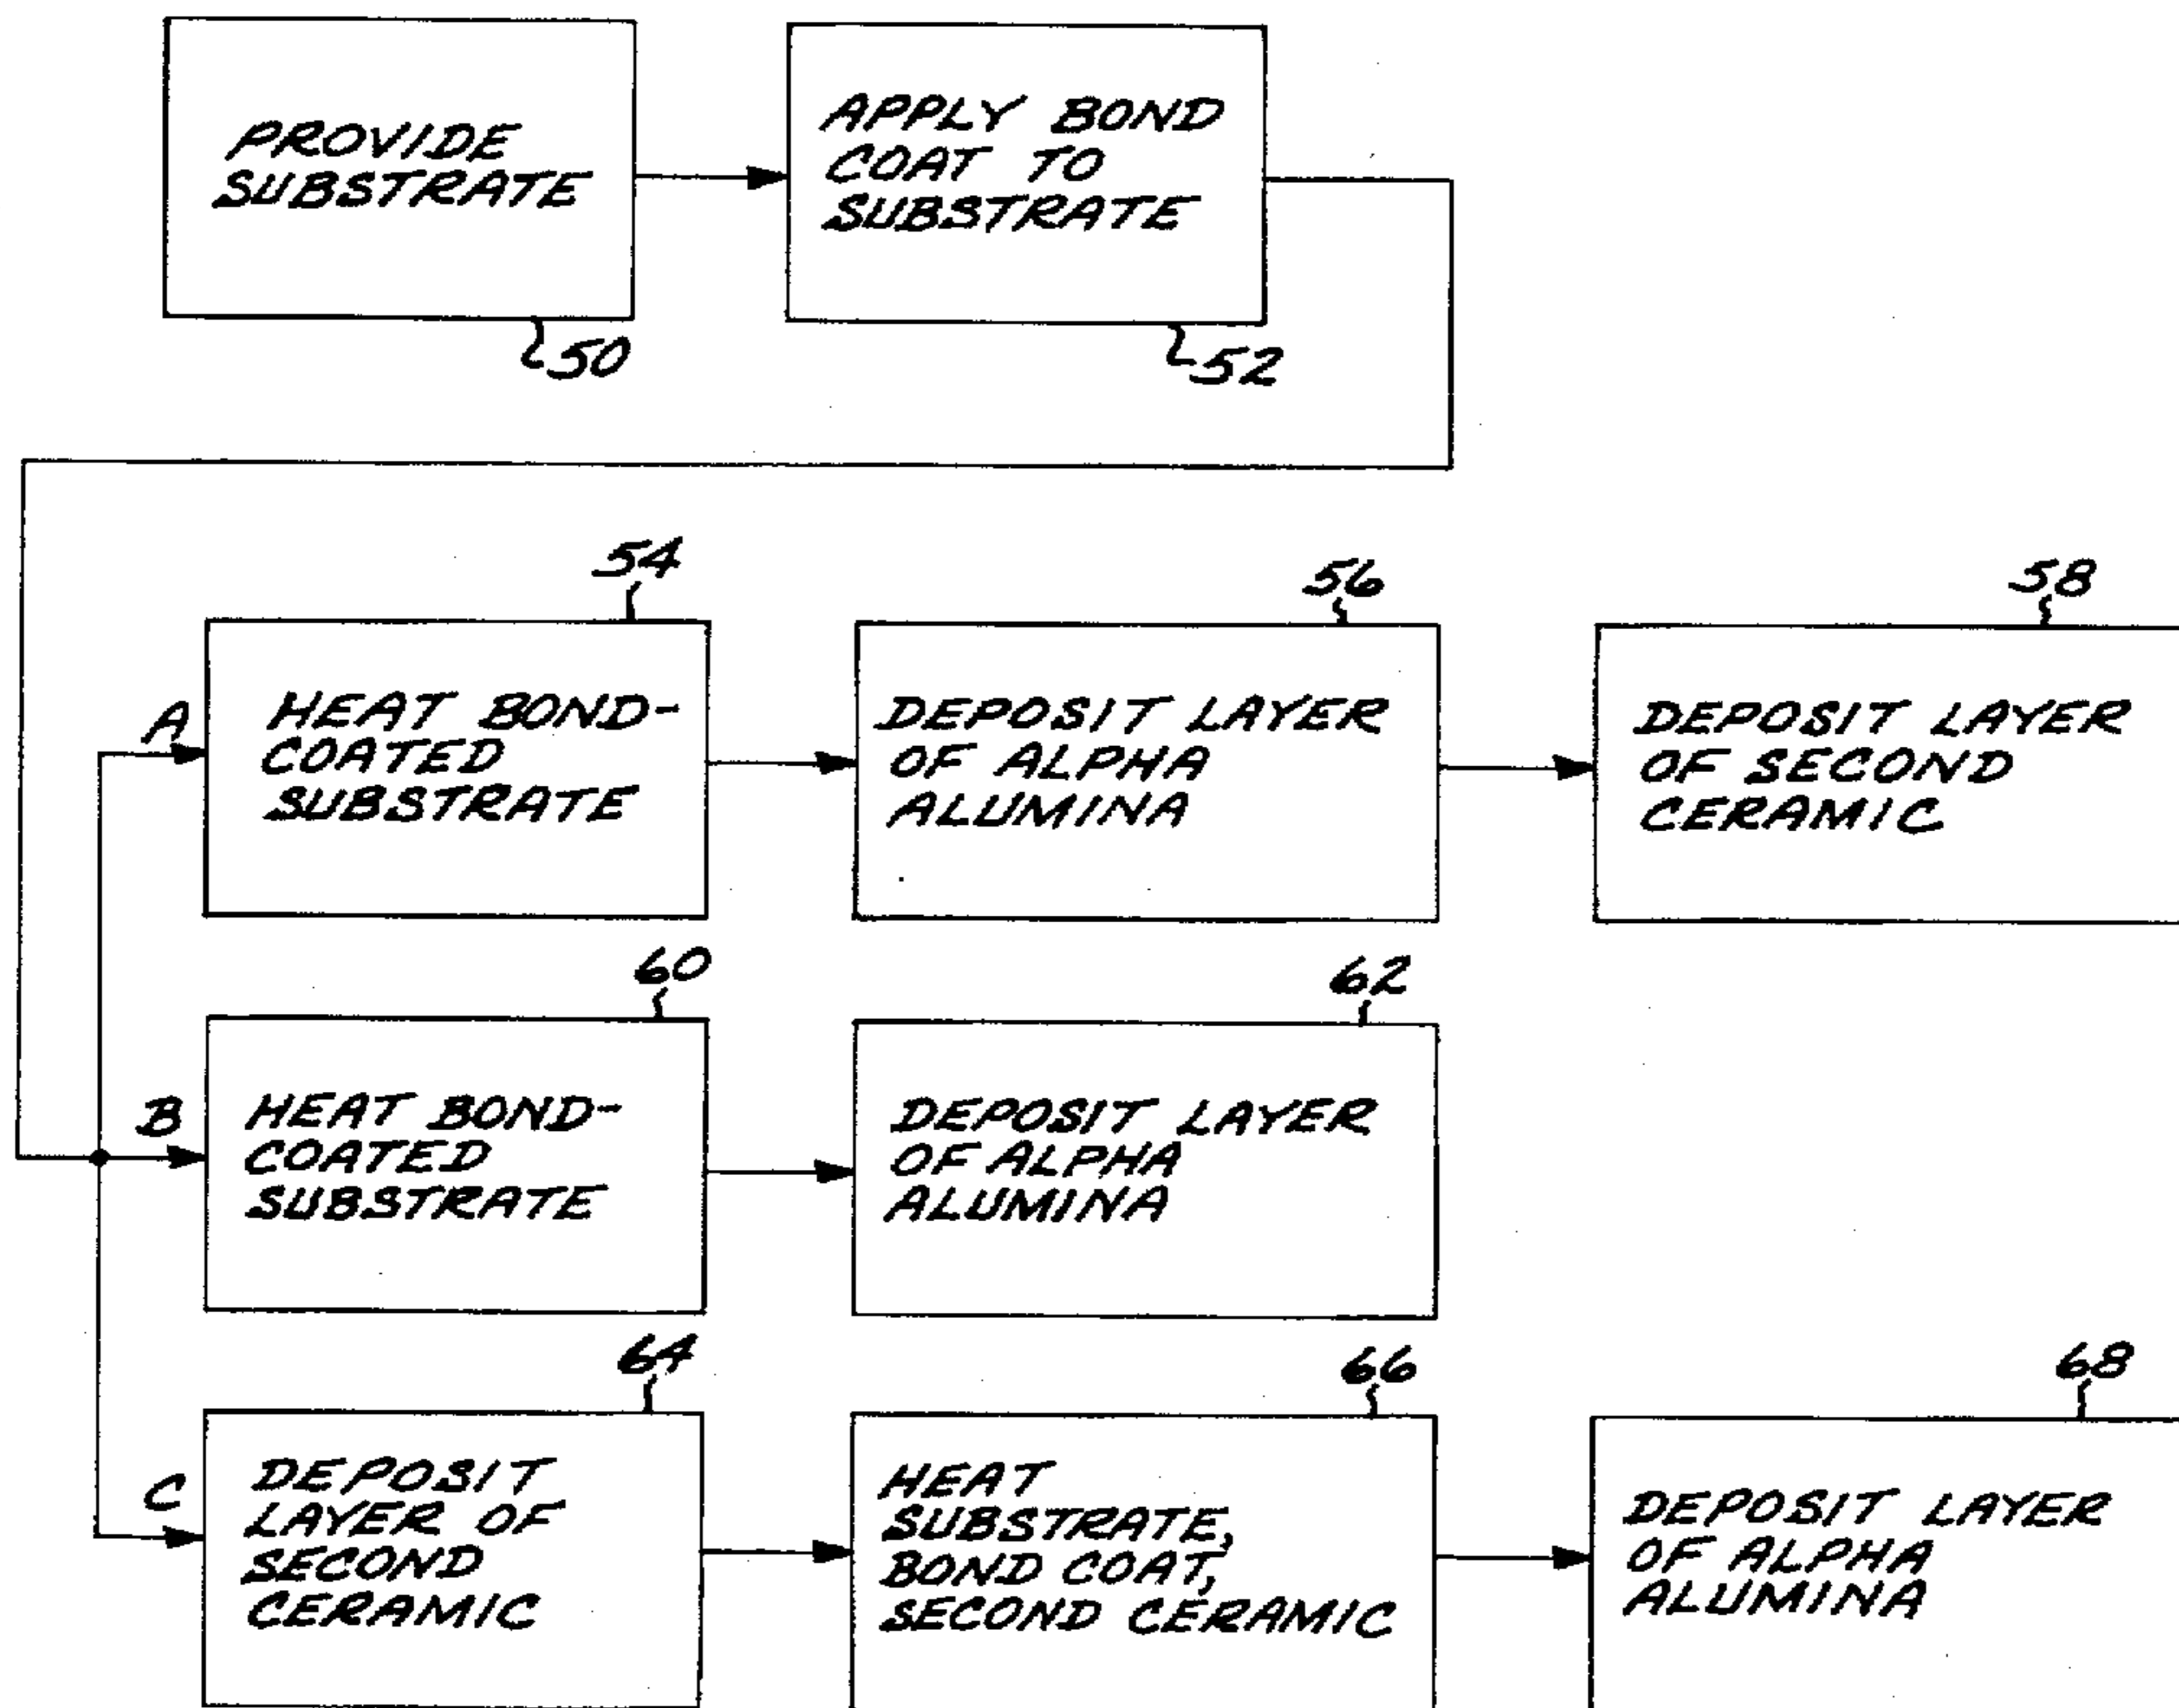 PROVIDE
SUBSTRATE
50
APPLY BOND
COAT TO
SUBSTRATE
52
54
A
HEAT BOND-
COATED
SUBSTRATE
56
DEPOSIT LAYER
OF ALPHA
ALUMINA
58
DEPOSIT LAYER
OF SECOND
CERAMIC
60
B
HEAT BOND-
COATED
SUBSTRATE
62
DEPOSIT LAYER
OF ALPHA
ALUMINA
64
C
DEPOSIT
LAYER OF
SECOND
CERAMIC
66
HEAT
SUBSTRATE,
BOND COAT,
SECOND CERAMIC
68
DEPOSIT LAYER
OF ALPHA
ALUMINA